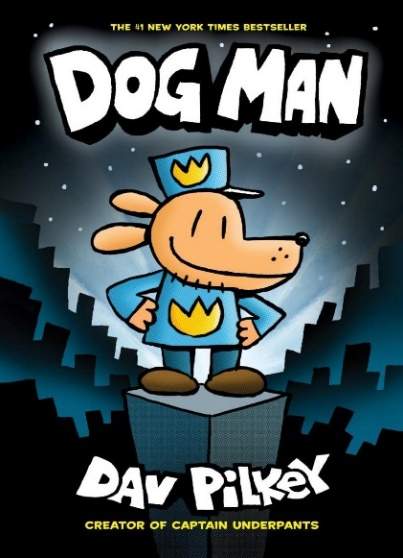 THE #1 NEW YORK TIMES BESTSELLER
DOG MAN
DAV PiLKeY
CREATOR OF CAPTAIN UNDERPANTS